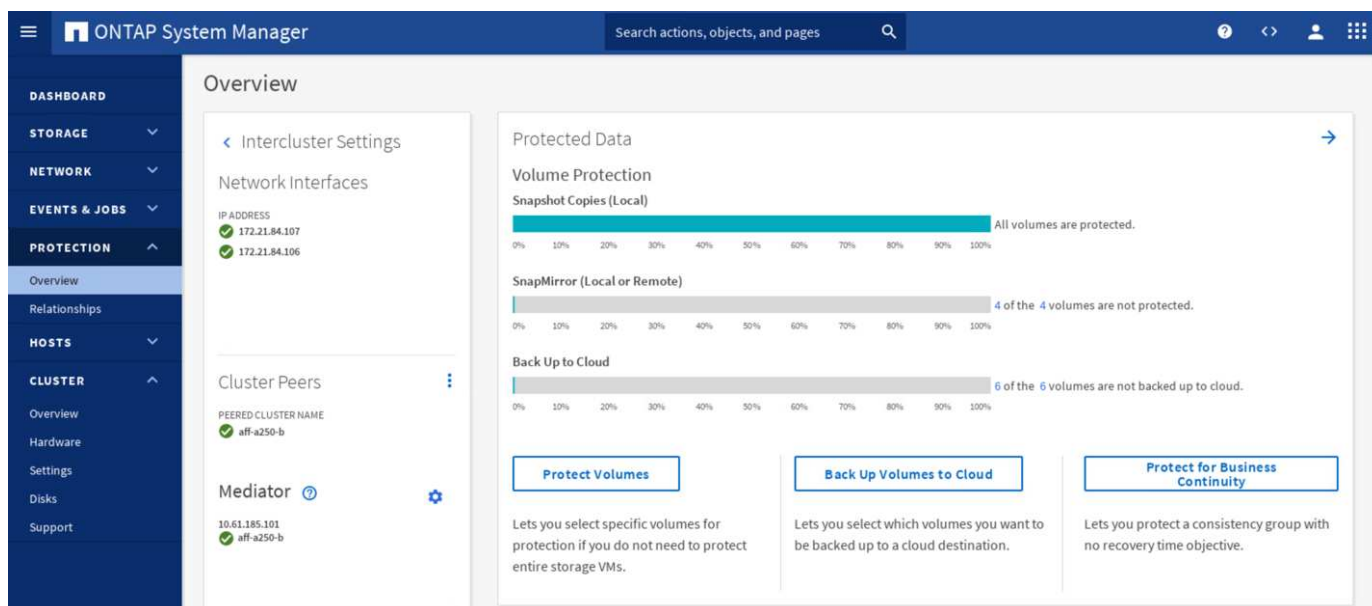 ONTAP System Manager
Search actions, objects, and pages
DASHBOARD
STORAGE
NETWORK
EVENTS & JOBS
PROTECTION
Overview
Relationships
HOSTS
CLUSTER
Overview
Hardware
Settings
Disks
Support
Overview
Intercluster Settings
Network Interfaces
IP ADDRESS
172.21.84.107
172.21.84.106
Cluster Peers
PEERED CLUSTER NAME
aff-a250-b
Mediator
10.61.185.101
aff-a250-b
Protected Data
Volume Protection
Snapshot Copies (Local)
All volumes are protected.
0% 10% 20% 30% 40% 50% 60% 70% 80% 90% 100%
SnapMirror (Local or Remote)
4 of the 4 volumes are not protected.
0% 10% 20% 30% 40% 50% 60% 70% 80% 90% 100%
Back Up to Cloud
6 of the 6 volumes are not backed up to cloud.
0% 10% 20% 30% 40% 50% 60% 70% 80% 90% 100%
Protect Volumes
Lets you select specific volumes for
protection if you do not need to protect
entire storage VMs.
Back Up Volumes to Cloud
Lets you select which volumes you want to
be backed up to a cloud destination.
Protect for Business
Continuity
Lets you protect a consistency group with
no recovery time objective.